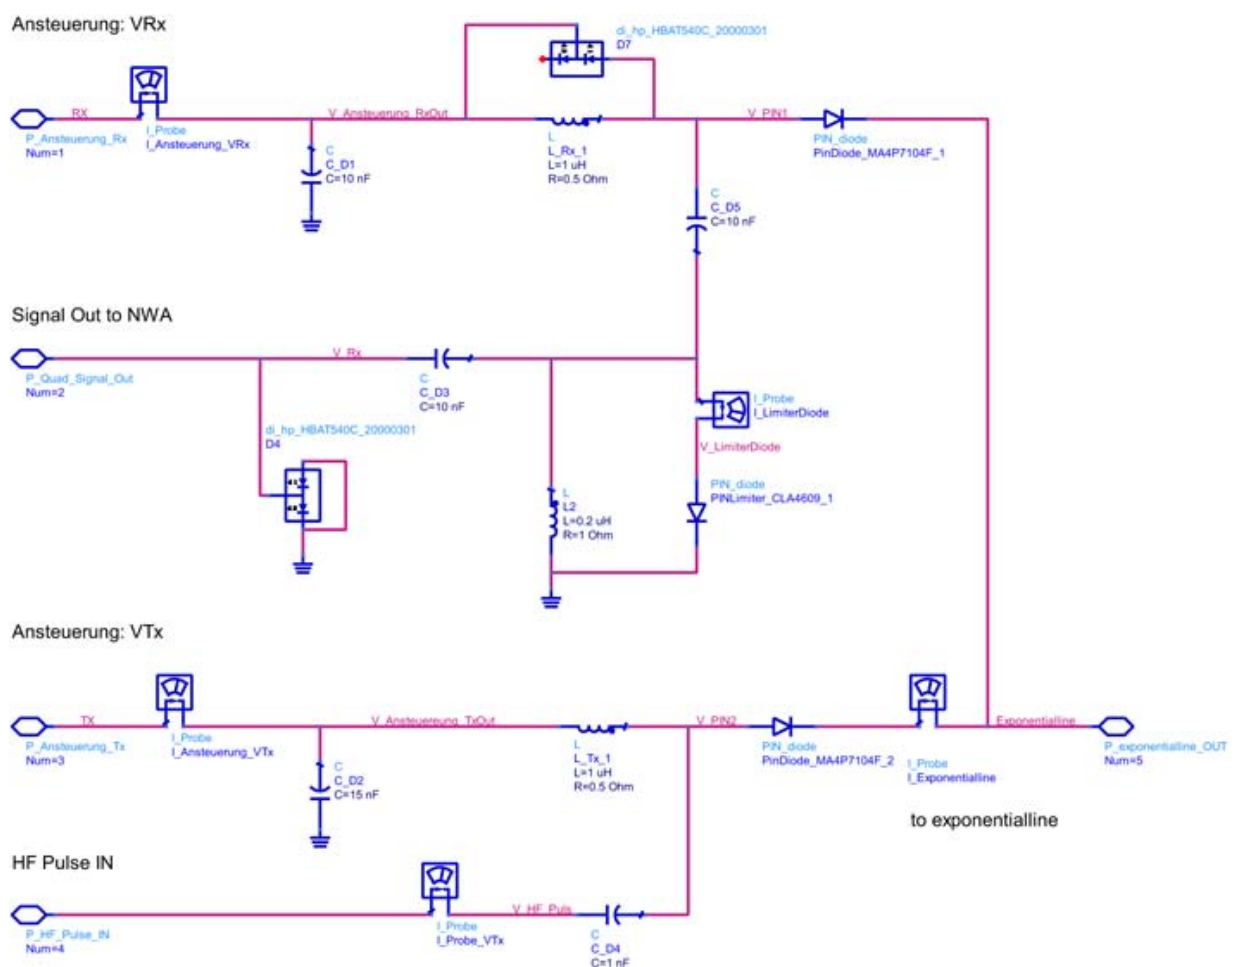 Ansteuerung: VRx
di_hp_HBAT540C_20000301
D7
RX
V_Ansteuerung_RxOut
V_PIN1
P_Ansteuerung_Rx
Num=1
I_Probe
I_Ansteuerung_VRx
C
C_D1
C=10 nF
L
L_Rx_1
L=1 uH
R=0.5 Ohm
PIN_diode
PinDiode_MA4P7104F_1
C
C_D5
C=10 nF
Signal Out to NWA
V_Rx
P_Quad_Signal_Out
Num=2
C
C_D3
C=10 nF
I_Probe
I_LimiterDiode
V_LimiterDiode
di_hp_HBAT540C_20000301
D4
L
L2
L=0.2 uH
R=1 Ohm
PIN_diode
PINLimiter_CLA4609_1
Ansteuerung: VTx
TX
V_Ansteuereung_TxOut
V_PIN2
Exponentialline
P_Ansteuerung_Tx
Num=3
I_Probe
I_Ansteuerung_VTx
C
C_D2
C=15 nF
L
L_Tx_1
L=1 uH
R=0.5 Ohm
PIN_diode
PinDiode_MA4P7104F_2
I_Probe
I_Exponentialline
P_exponentialline_OUT
Num=5
to exponentialline
HF Pulse IN
V_HF_Puls
P_HF_Pulse_IN
Num=4
I_Probe
I_Probe_VTx
C
C_D4
C=1 nF